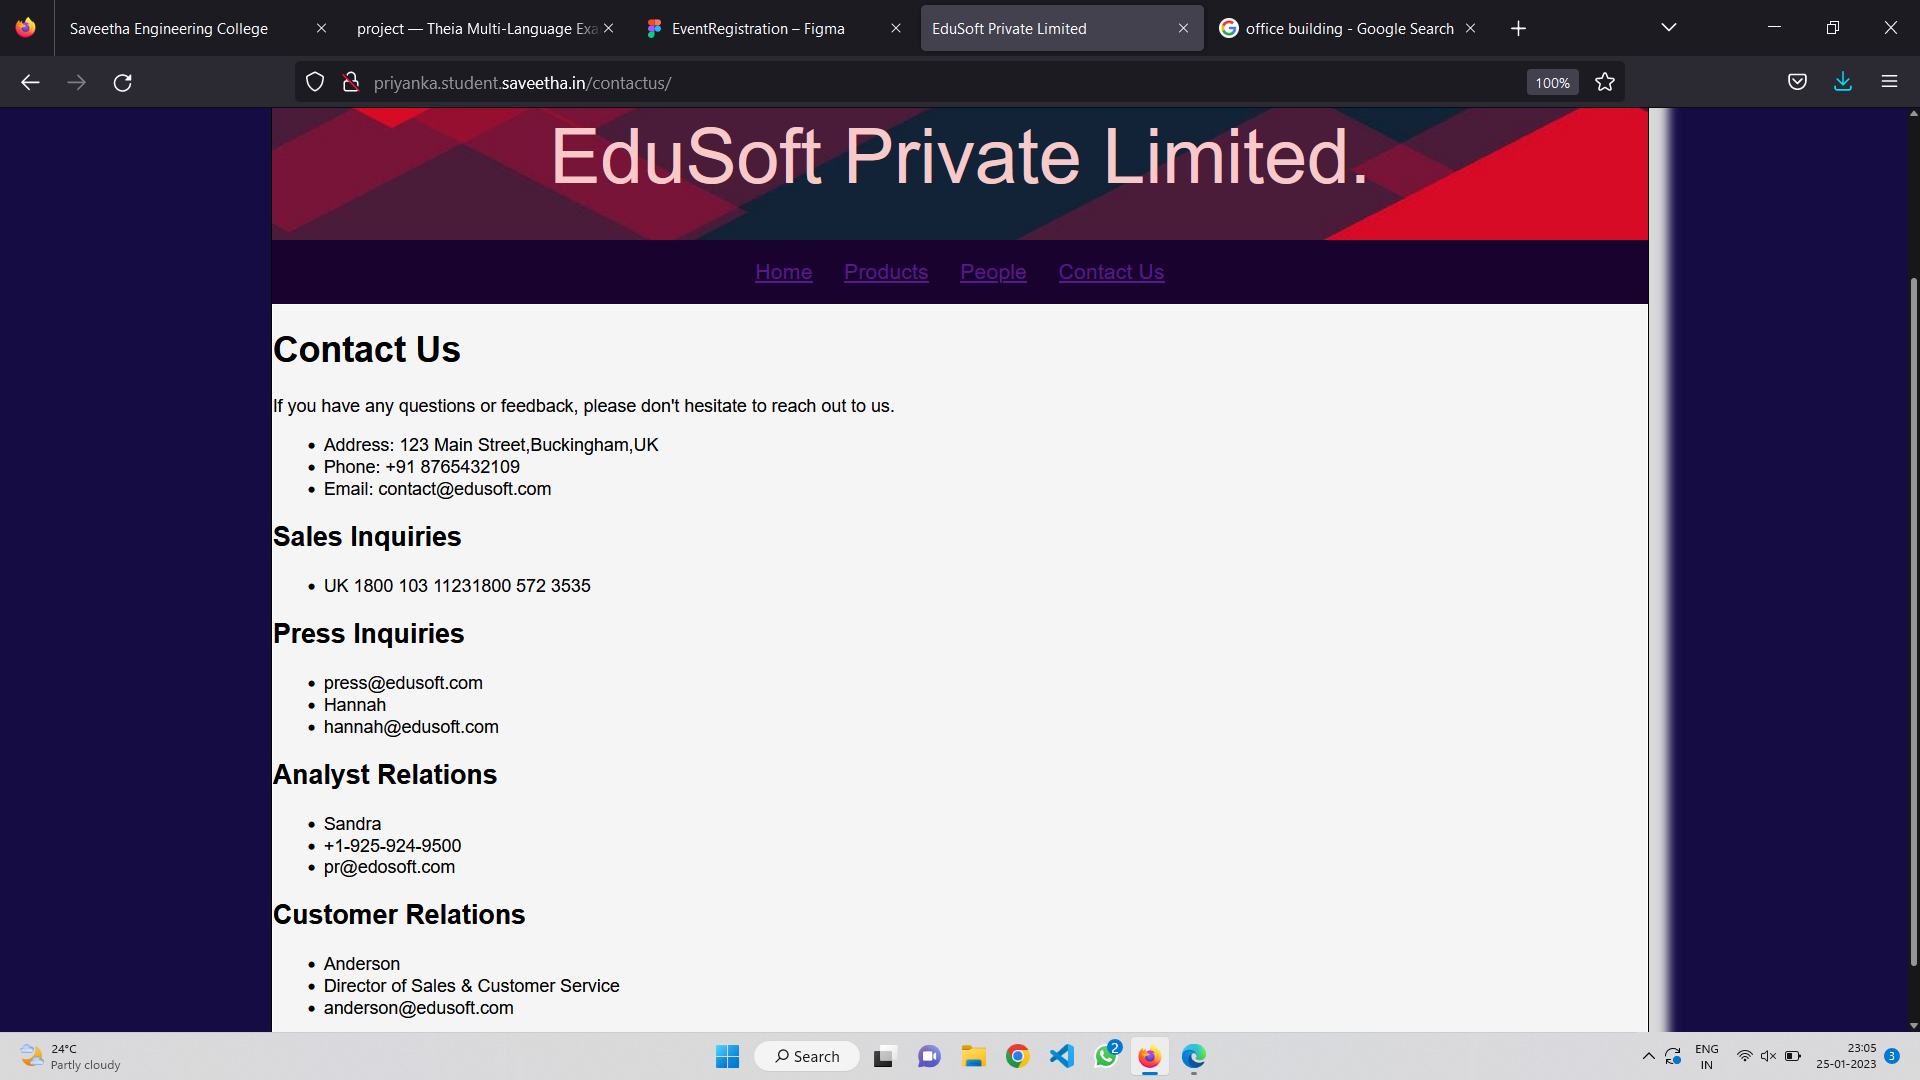 Saveetha Engineering College
project — Theia Multi-Language Exa
EventRegistration – Figma
EduSoft Private Limited
office building - Google Search
priyanka.student.saveetha.in/contactus/
100%
EduSoft Private Limited.
Home Products People Contact Us
Contact Us
If you have any questions or feedback, please don't hesitate to reach out to us.
• Address: 123 Main Street,Buckingham,UK
• Phone: +91 8765432109
• Email: contact@edusoft.com
Sales Inquiries
• UK 1800 103 11231800 572 3535
Press Inquiries
• press@edusoft.com
• Hannah
• hannah@edusoft.com
Analyst Relations
• Sandra
• +1-925-924-9500
• pr@edosoft.com
Customer Relations
• Anderson
• Director of Sales & Customer Service
• anderson@edusoft.com
24°C
Partly cloudy
Search
2
ENG
IN
23:05
25-01-2023
3